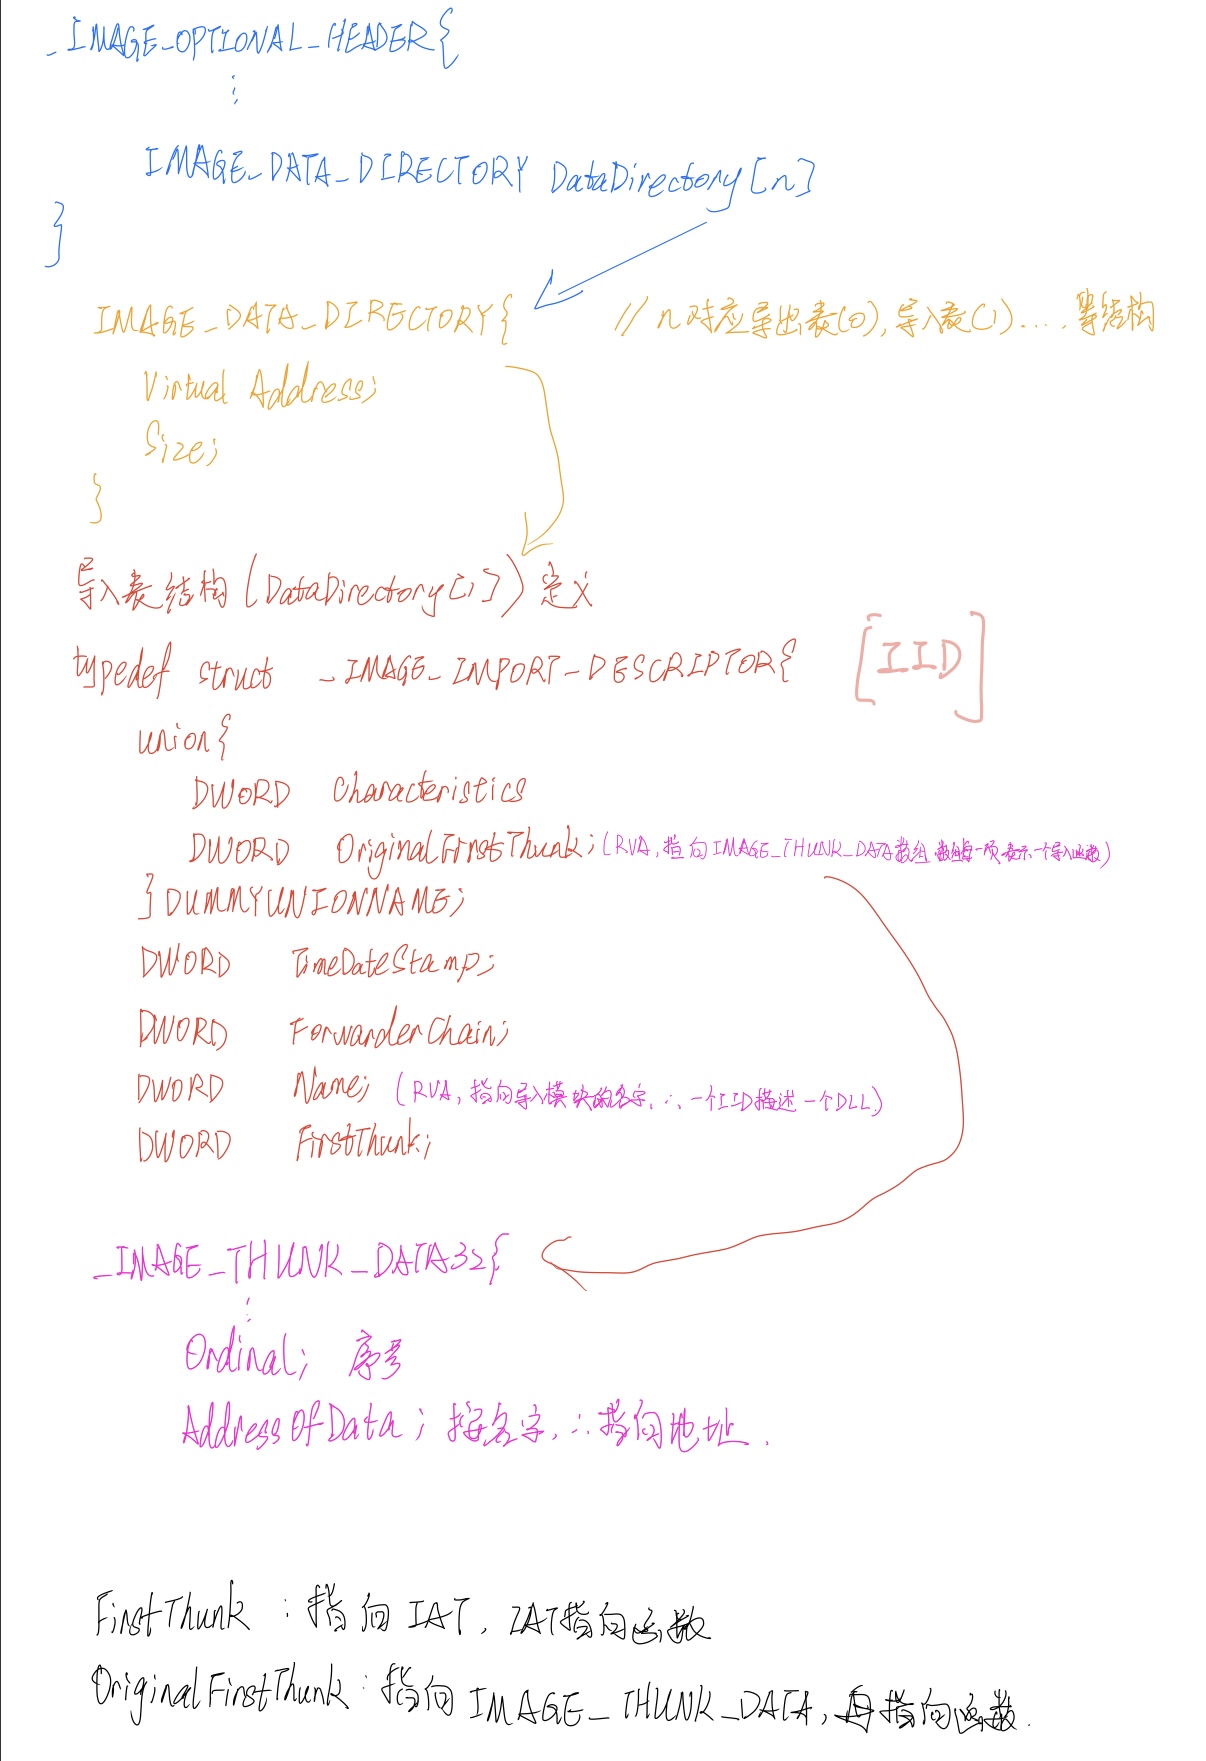 _IMAGE_OPTIONAL_HEADER{
⋮
IMAGE_DATA_DIRECTORY DataDirectory[n]
}
IMAGE_DATA_DIRECTORY{ //n对应导出表(0),导入表(1)....,等结构
Virtual Address;
Size;
}
导入表结构(DataDirectory[1])定义
typedef struct _IMAGE_IMPORT_DESCRIPTOR{ [IID]
union{
DWORD Characteristics
DWORD OriginalFirstThunk;(RVA,指向IMAGE_THUNK_DATA数组,数组每一项表示一个导入函数)
}DUMMYUNIONNAME;
DWORD TimeDateStamp;
DWORD ForwarderChain;
DWORD Name; (RVA,指向导入模块的名字,∴一个IID描述一个DLL)
DWORD FirstThunk;
_IMAGE_THUNK_DATA32{
⋮
Ordinal; 序号
AddressOfData;按名字,∴指向地址.
FirstThunk:指向IAT,IAT指向函数
OriginalFirstThunk:指向IMAGE_THUNK_DATA,再指向函数.